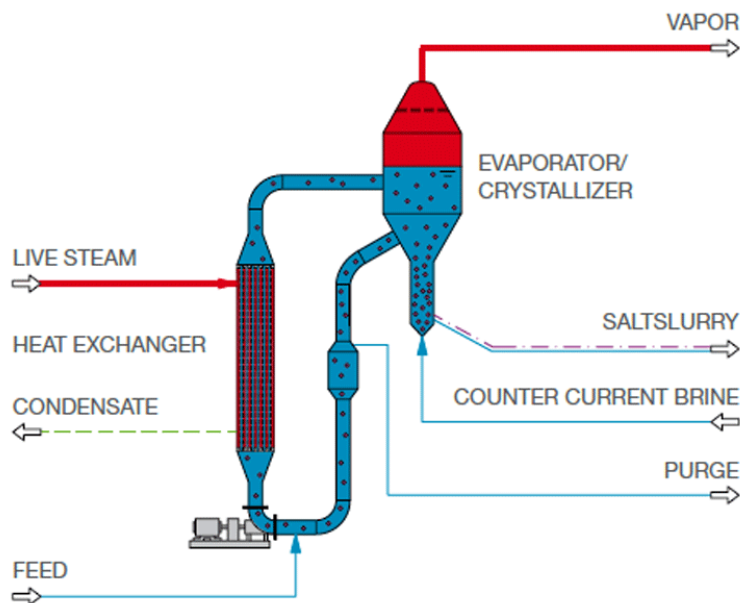 VAPOR
EVAPORATOR/
CRYSTALLIZER
LIVE STEAM
SALTSLURRY
HEAT EXCHANGER
COUNTER CURRENT BRINE
CONDENSATE
PURGE
FEED